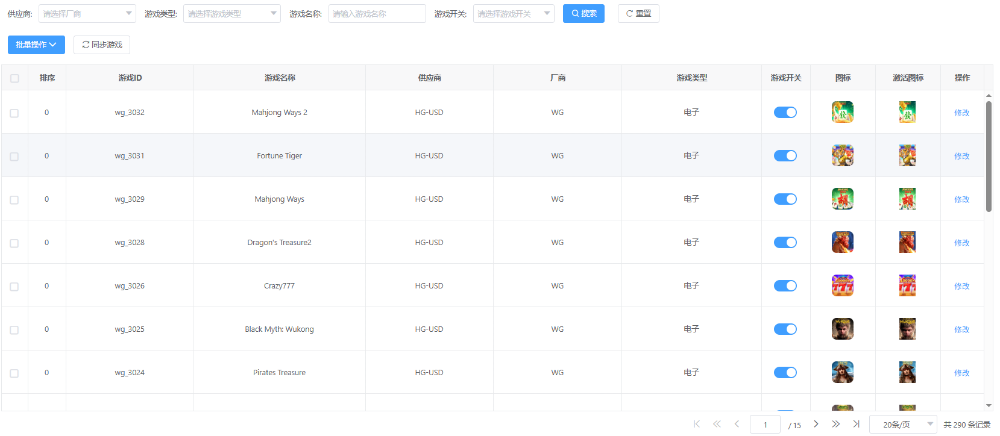 供应商: 请选择厂商 游戏类型: 请选择游戏类型 游戏名称: 请输入游戏名称 游戏开关: 请选择游戏开关 搜索 重置
批量操作 同步游戏
排序 游戏ID 游戏名称 供应商 厂商 游戏类型 游戏开关 图标 激活图标 操作
0 wg_3032 Mahjong Ways 2 HG-USD WG 电子 發 發 修改
0 wg_3031 Fortune Tiger HG-USD WG 电子 修改
0 wg_3029 Mahjong Ways HG-USD WG 电子 胡 胡 修改
0 wg_3028 Dragon's Treasure2 HG-USD WG 电子 修改
0 wg_3026 Crazy777 HG-USD WG 电子 777 777 修改
0 wg_3025 Black Myth: Wukong HG-USD WG 电子 WUKONG WUKONG 修改
0 wg_3024 Pirates Treasure HG-USD WG 电子 修改
1 / 15 20条/页 共 290 条记录